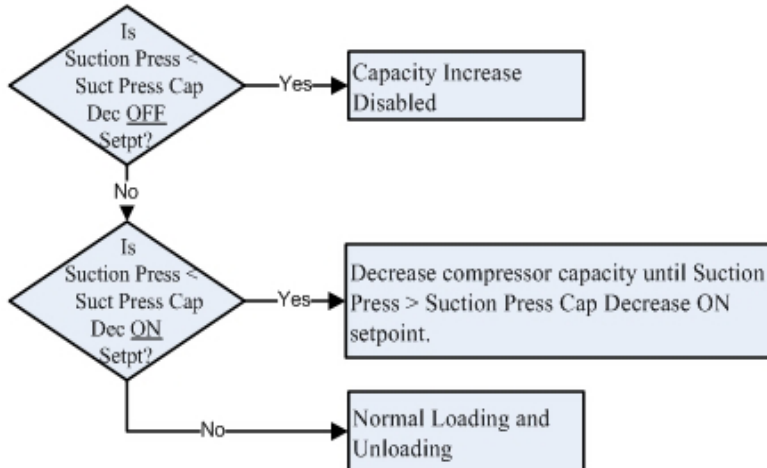 Is
Suction Press <
Suct Press Cap
Dec OFF
Setpt?
Yes
Capacity Increase
Disabled
No
Is
Suction Press <
Suct Press Cap
Dec ON
Setpt?
Yes
Decrease compressor capacity until Suction
Press > Suction Press Cap Decrease ON
setpoint.
No
Normal Loading and
Unloading